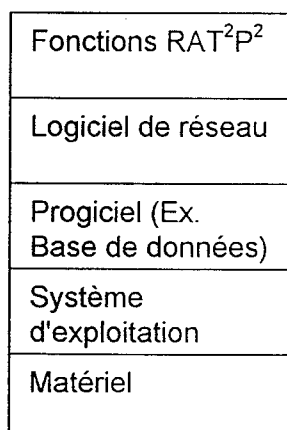 Fonctions RAT²P²
Logiciel de réseau
Progiciel (Ex.
Base de données)
Système
d'exploitation
Matériel